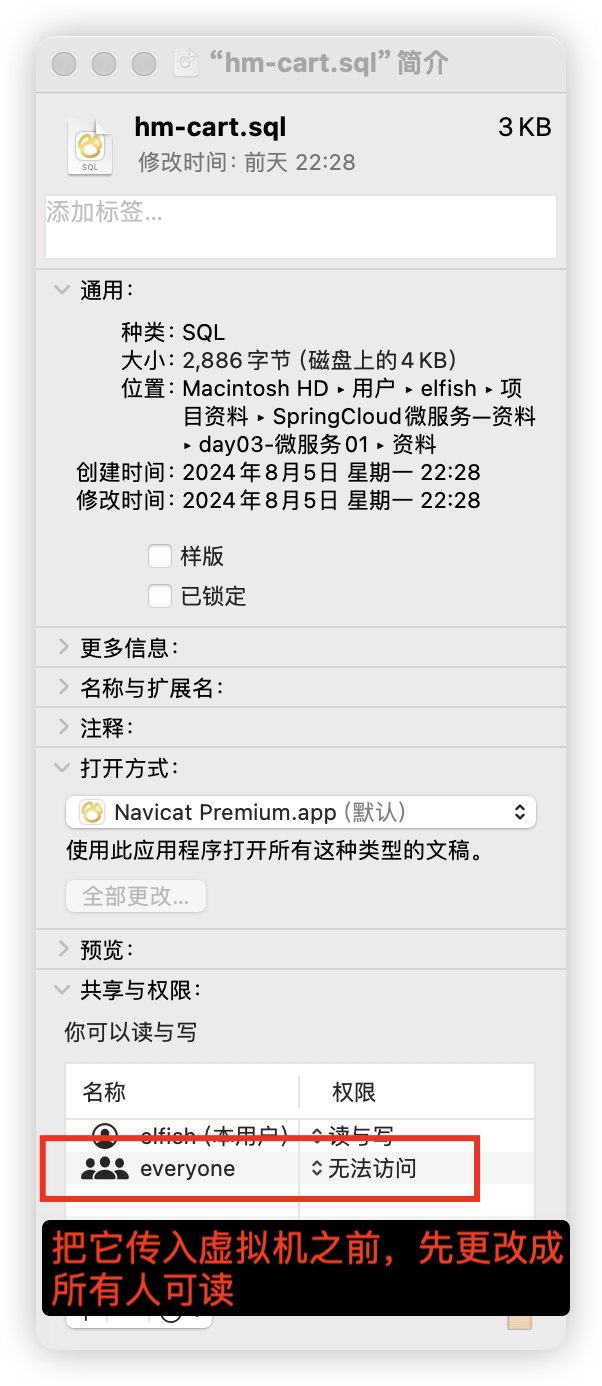 “hm-cart.sql”简介
hm-cart.sql 3 KB
修改时间：前天 22:28
SQL
添加标签...
通用：
种类：SQL
大小：2,886 字节（磁盘上的4 KB）
位置：Macintosh HD ▸ 用户 ▸ elfish ▸ 项
目资料 ▸ SpringCloud微服务—资料
▸ day03-微服务01 ▸ 资料
创建时间：2024年8月5日 星期一 22:28
修改时间：2024年8月5日 星期一 22:28
样版
已锁定
更多信息：
名称与扩展名：
注释：
打开方式：
Navicat Premium.app（默认）
使用此应用程序打开所有这种类型的文稿。
全部更改...
预览：
共享与权限：
你可以读与写
名称 权限
elfish (本用户) 读与写
everyone 无法访问
把它传入虚拟机之前，先更改成
所有人可读